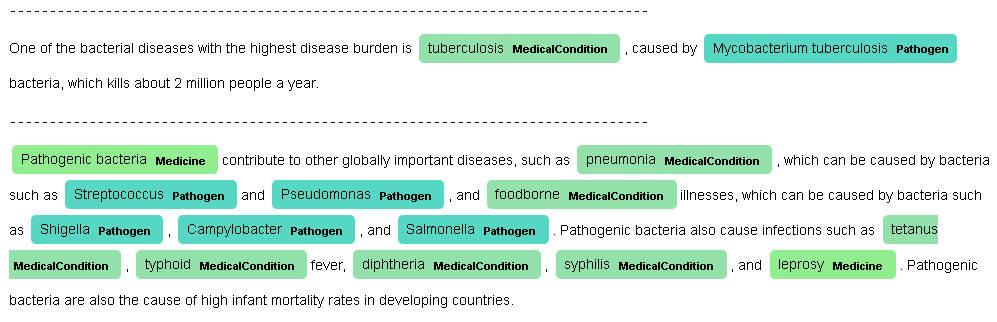 --------------------------------------------------------------------------------
One of the bacterial diseases with the highest disease burden is tuberculosis MedicalCondition , caused by Mycobacterium tuberculosis Pathogen
bacteria, which kills about 2 million people a year.
--------------------------------------------------------------------------------
Pathogenic bacteria Medicine contribute to other globally important diseases, such as pneumonia MedicalCondition , which can be caused by bacteria
such as Streptococcus Pathogen and Pseudomonas Pathogen , and foodborne MedicalCondition illnesses, which can be caused by bacteria such
as Shigella Pathogen , Campylobacter Pathogen , and Salmonella Pathogen . Pathogenic bacteria also cause infections such as tetanus
MedicalCondition , typhoid MedicalCondition fever, diphtheria MedicalCondition , syphilis MedicalCondition , and leprosy Medicine . Pathogenic
bacteria are also the cause of high infant mortality rates in developing countries.